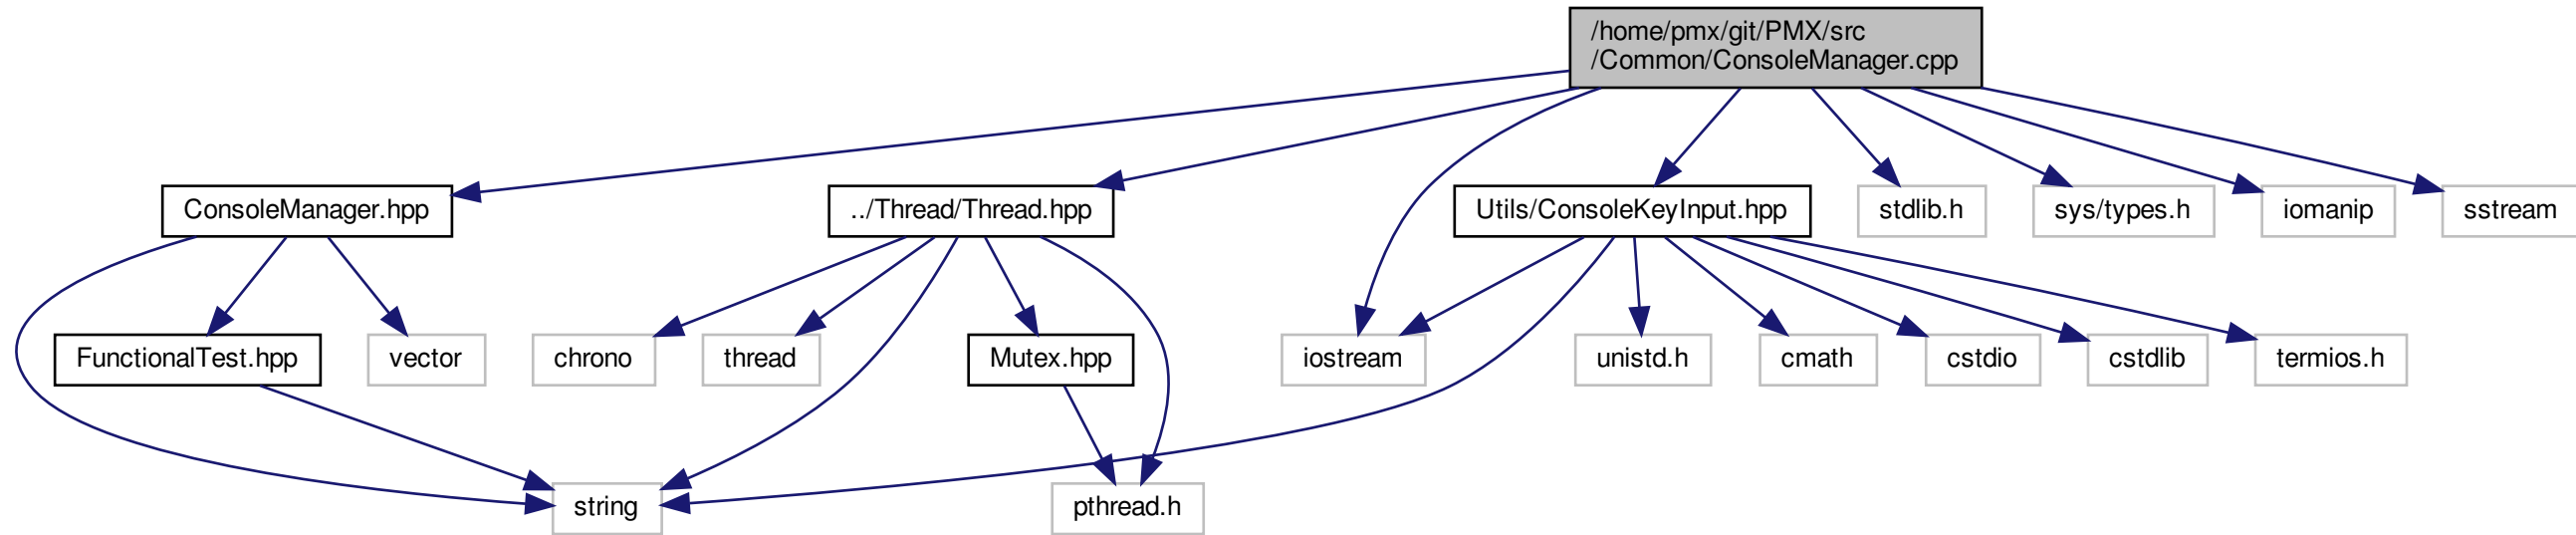 /home/pmx/git/PMX/src
/Common/ConsoleManager.cpp
ConsoleManager.hpp
../Thread/Thread.hpp
Utils/ConsoleKeyInput.hpp
stdlib.h
sys/types.h
iomanip
sstream
FunctionalTest.hpp
vector
chrono
thread
Mutex.hpp
iostream
unistd.h
cmath
cstdio
cstdlib
termios.h
string
pthread.h